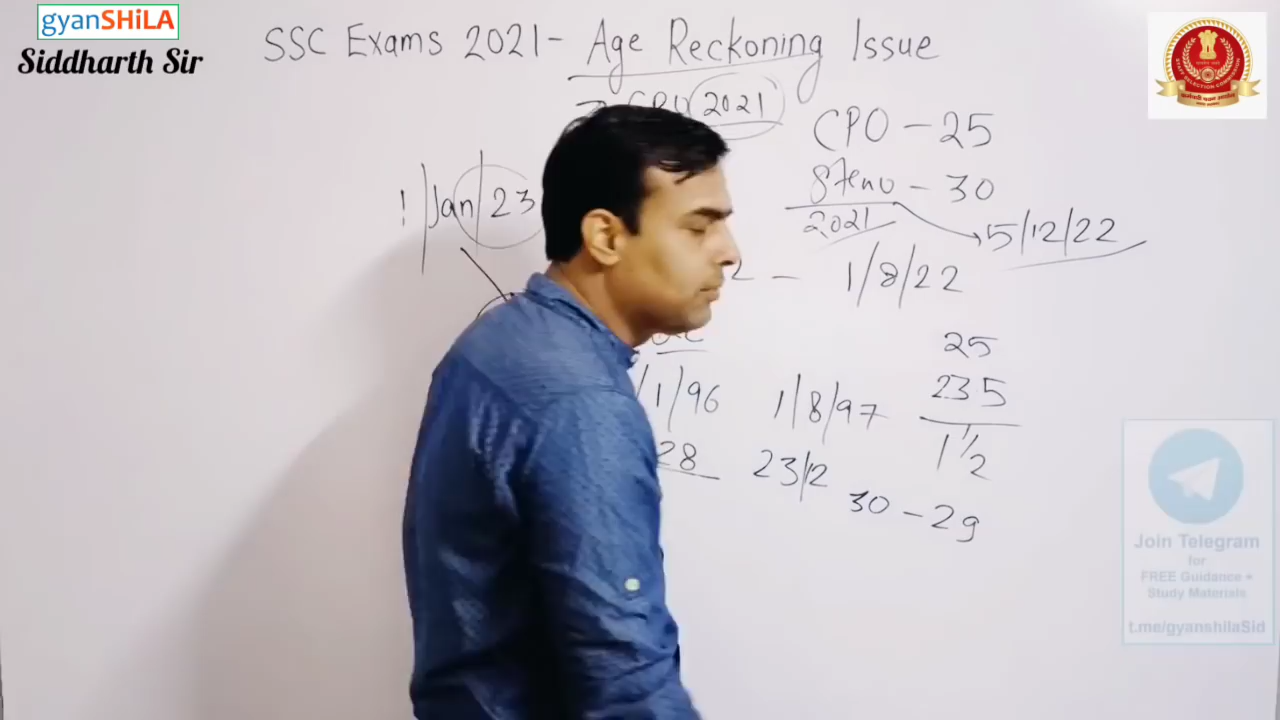 gyanSHiLA
Siddharth Sir
SSC Exams 2021 - Age Reckoning Issue
2021
CPO - 25
Steno - 30
2021
5/12/22
1/Jan/23
2 - 1/8/22
25
23 5
1 1/2
1/96
1/8/97
28
23 1/2
30 - 29
Join Telegram
for
FREE Guidance +
Study Materials
t.me/gyanshilaSid